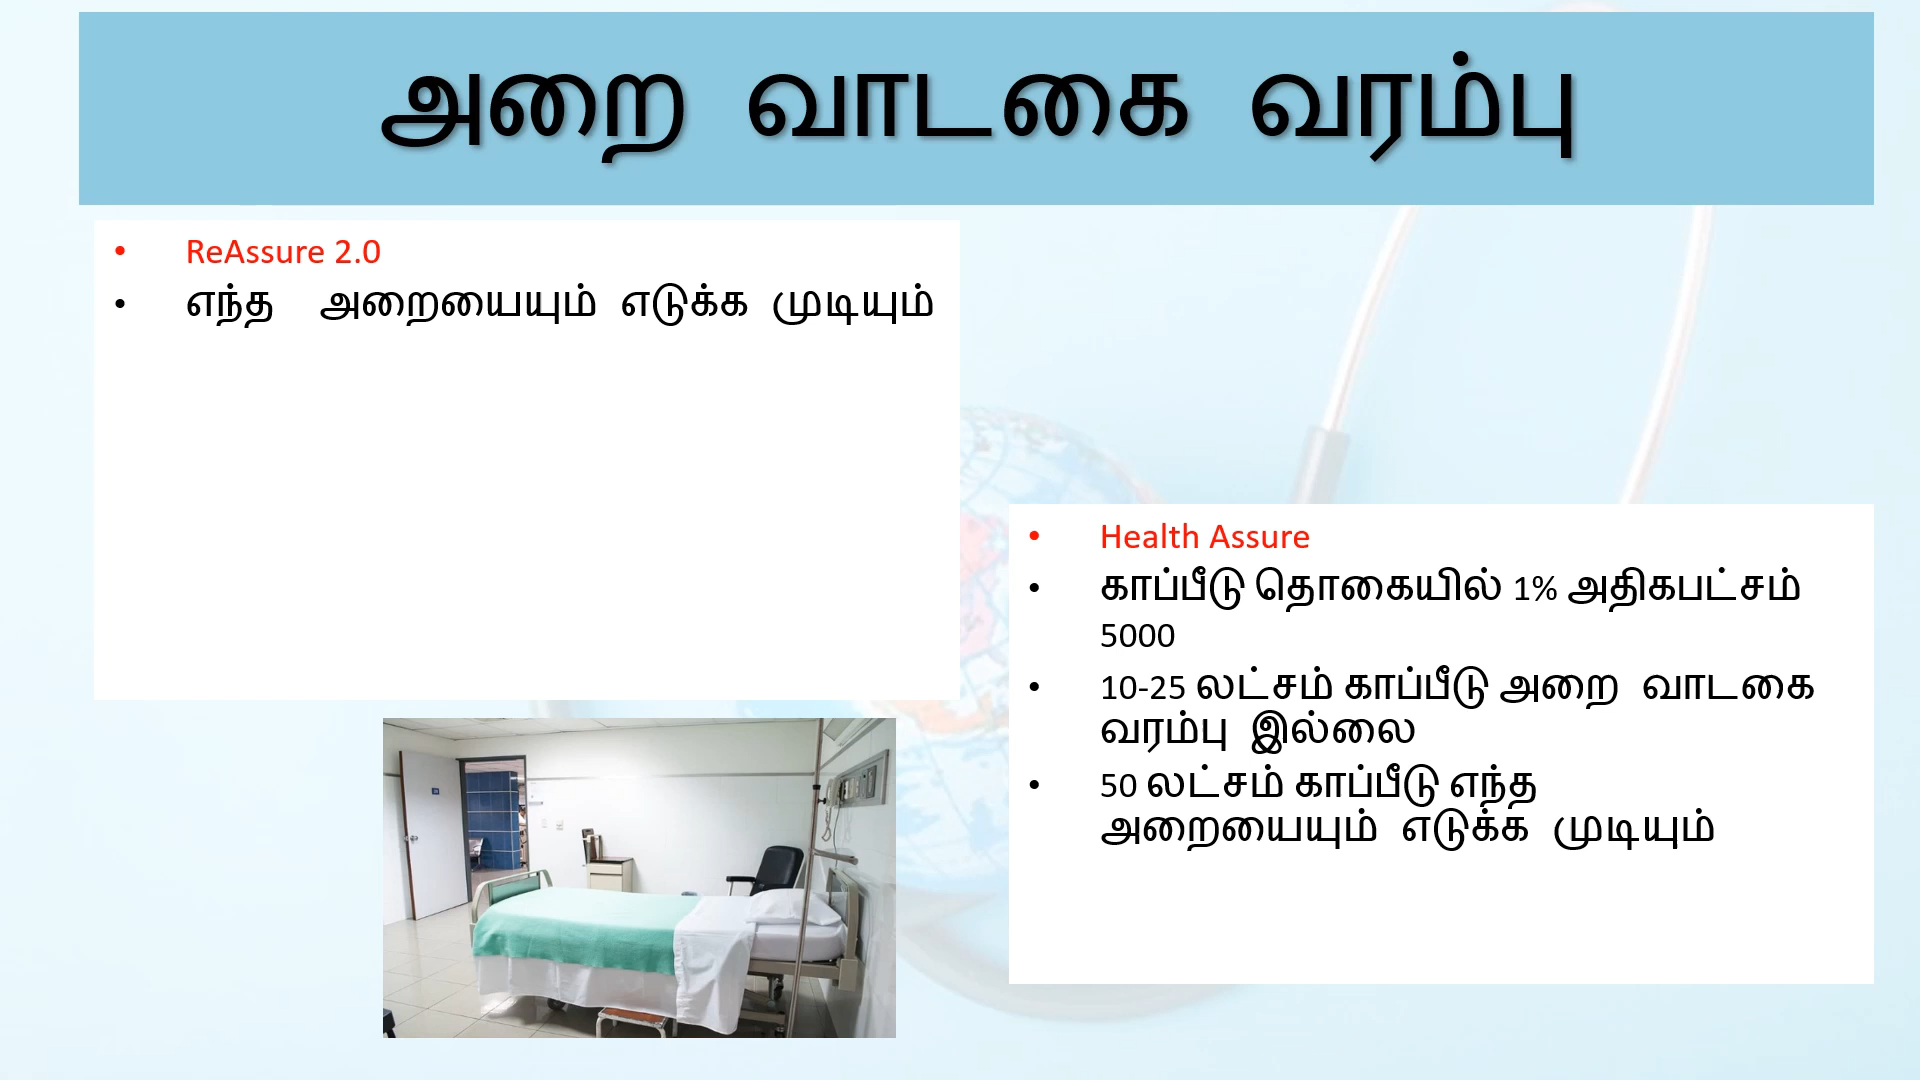 அறை வாடகை வரம்பு
• ReAssure 2.0
• எந்த அறையையும் எடுக்க முடியும்
• Health Assure
• காப்பீடு தொகையில் 1% அதிகபட்சம்
5000
• 10-25 லட்சம் காப்பீடு அறை வாடகை
வரம்பு இல்லை
• 50 லட்சம் காப்பீடு எந்த
அறையையும் எடுக்க முடியும்